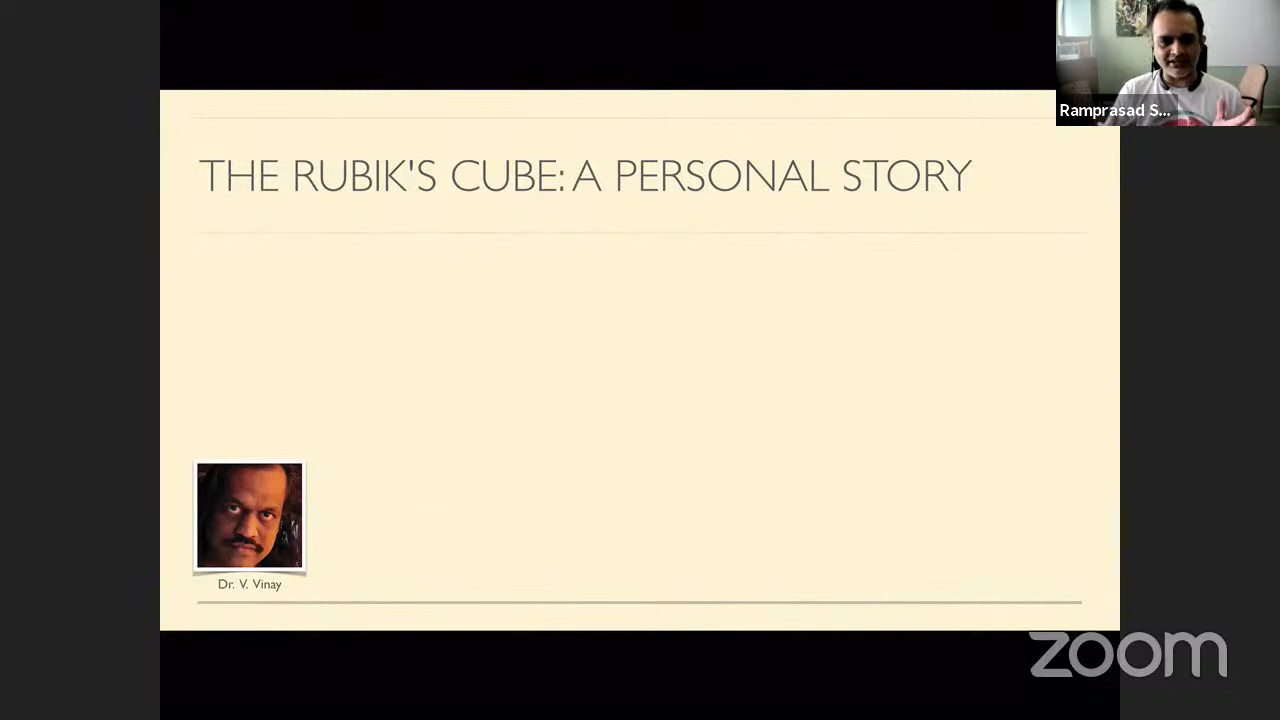 Ramprasad S...
THE RUBIK'S CUBE: A PERSONAL STORY
Dr. V. Vinay
zoom